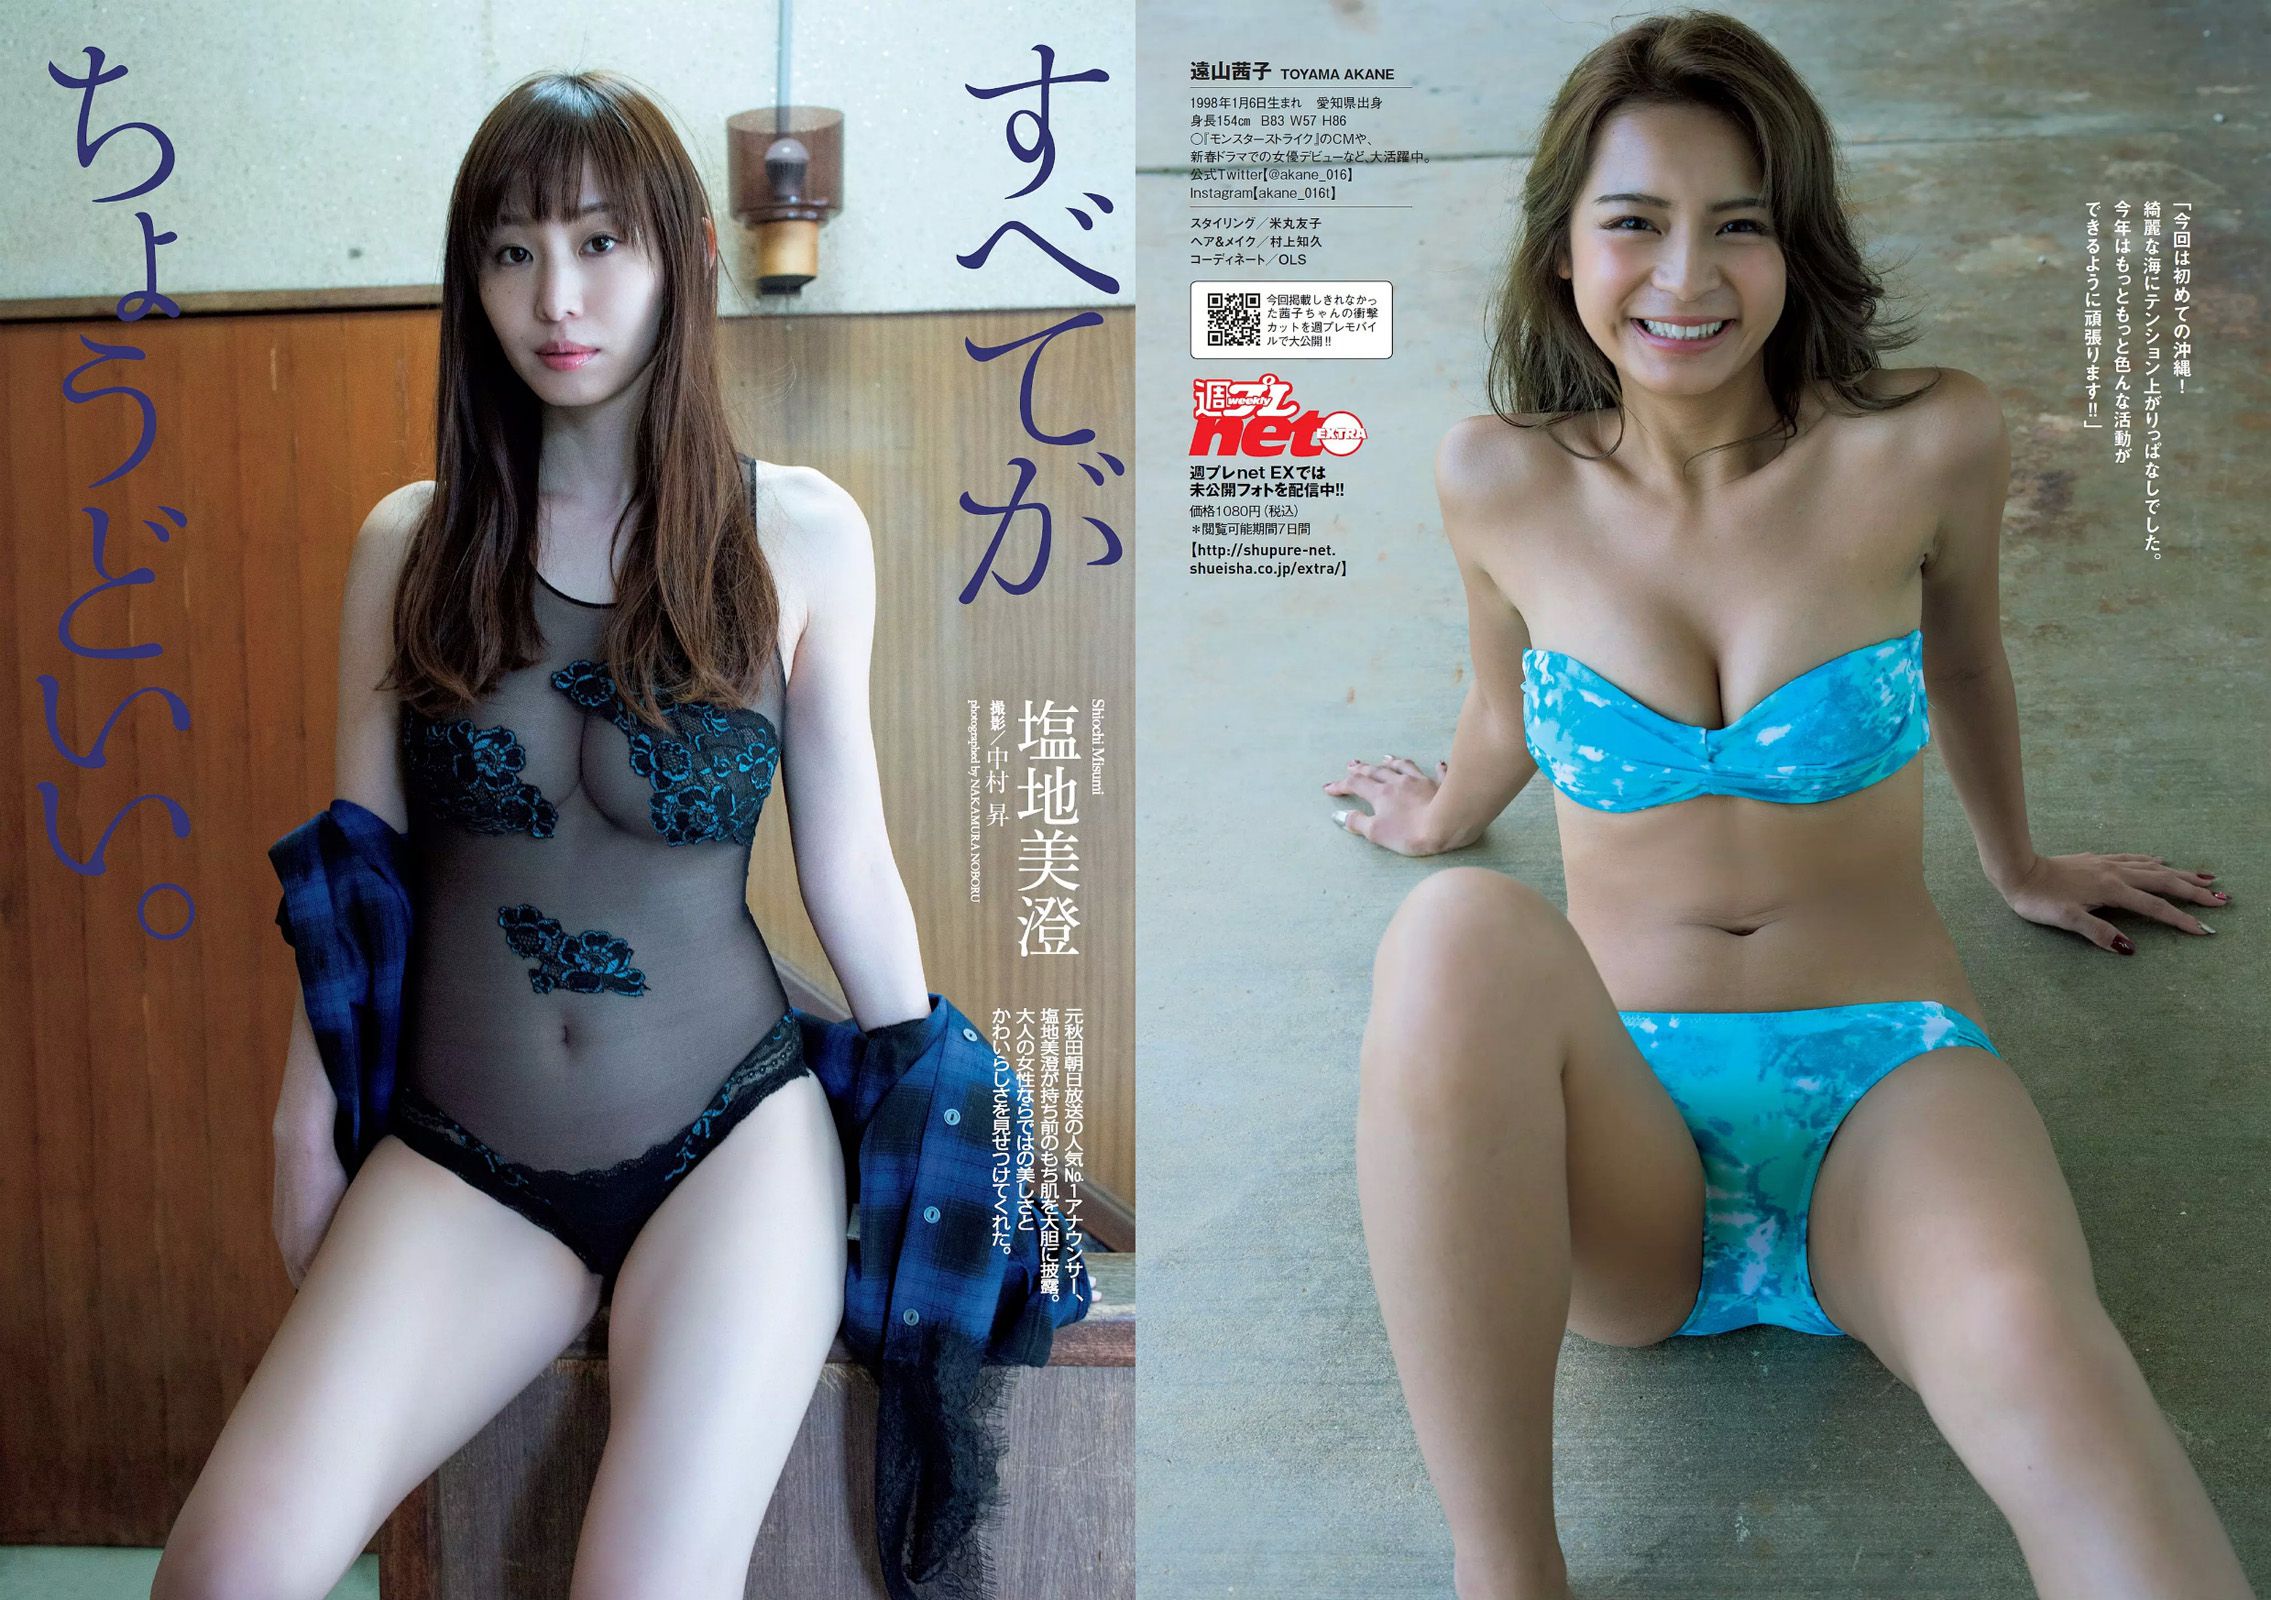 すべてが
ちょうどいい。
Shiochi Misumi
塩地美澄
撮影／中村 昇
photographed by NAKAMURA NOBORU
元秋田朝日放送の人気№1アナウンサー、
塩地美澄が持ち前のもち肌を大胆に披露。
大人の女性ならではの美しさと
かわいらしさを見せつけてくれた。
遠山茜子 TOYAMA AKANE
1998年1月6日生まれ 愛知県出身
身長154㎝ B83 W57 H86
○『モンスターストライク』のCMや、
新春ドラマでの女優デビューなど、大活躍中。
公式Twitter【@akane_016】
Instagram【akane_016t】
スタイリング／米丸友子
ヘア&メイク／村上知久
コーディネート／OLS
今回掲載しきれなかっ
た茜子ちゃんの衝撃
カットを週プレモバイ
ルで大公開!!
週プレ
weekly
net EXTRA
週プレnet EXでは
未公開フォトを配信中!!
価格1080円（税込）
＊閲覧可能期間7日間
【http://shupure-net.
shueisha.co.jp/extra/】
「今回は初めての沖縄！
綺麗な海にテンション上がりっぱなしでした。
今年はもっともっと色んな活動が
できるように頑張ります!!」